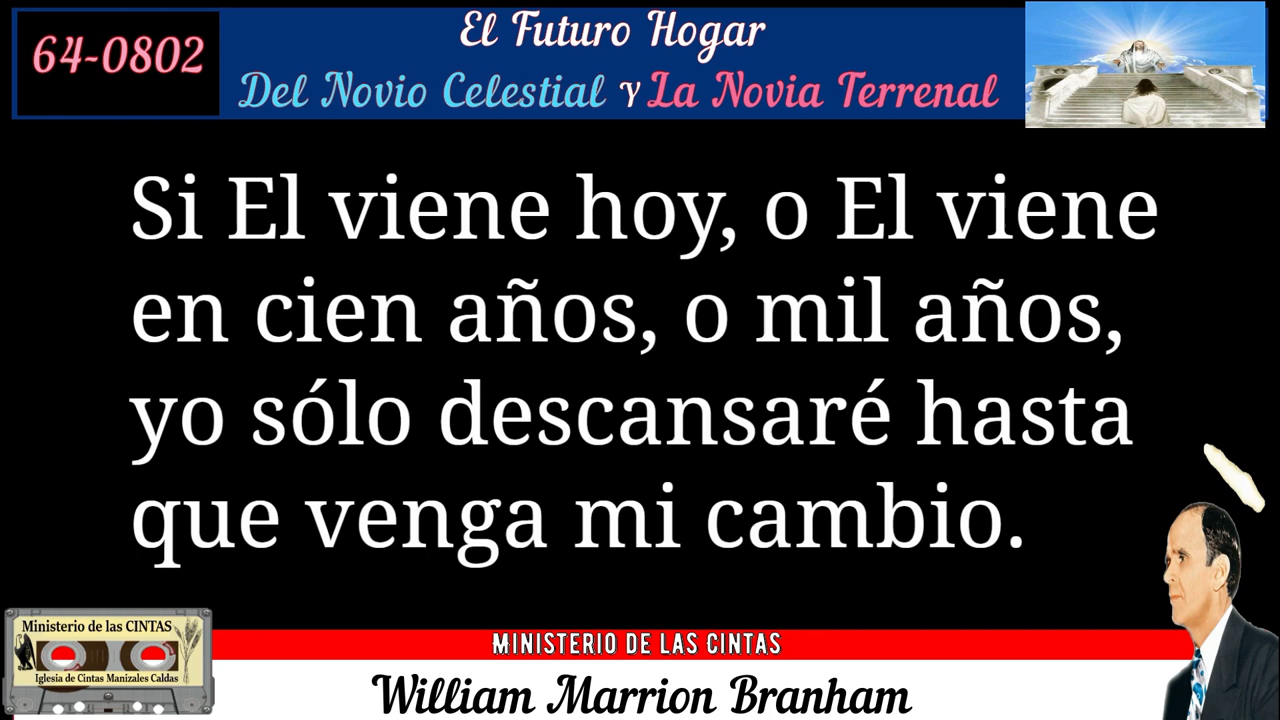 64-0802
El Futuro Hogar
Del Novio Celestial Y La Novia Terrenal
Si El viene hoy, o El viene
en cien años, o mil años,
yo sólo descansaré hasta
que venga mi cambio.
Ministerio de las CINTAS
Iglesia de Cintas Manizales Caldas
MINISTERIO DE LAS CINTAS
William Marrion Branham